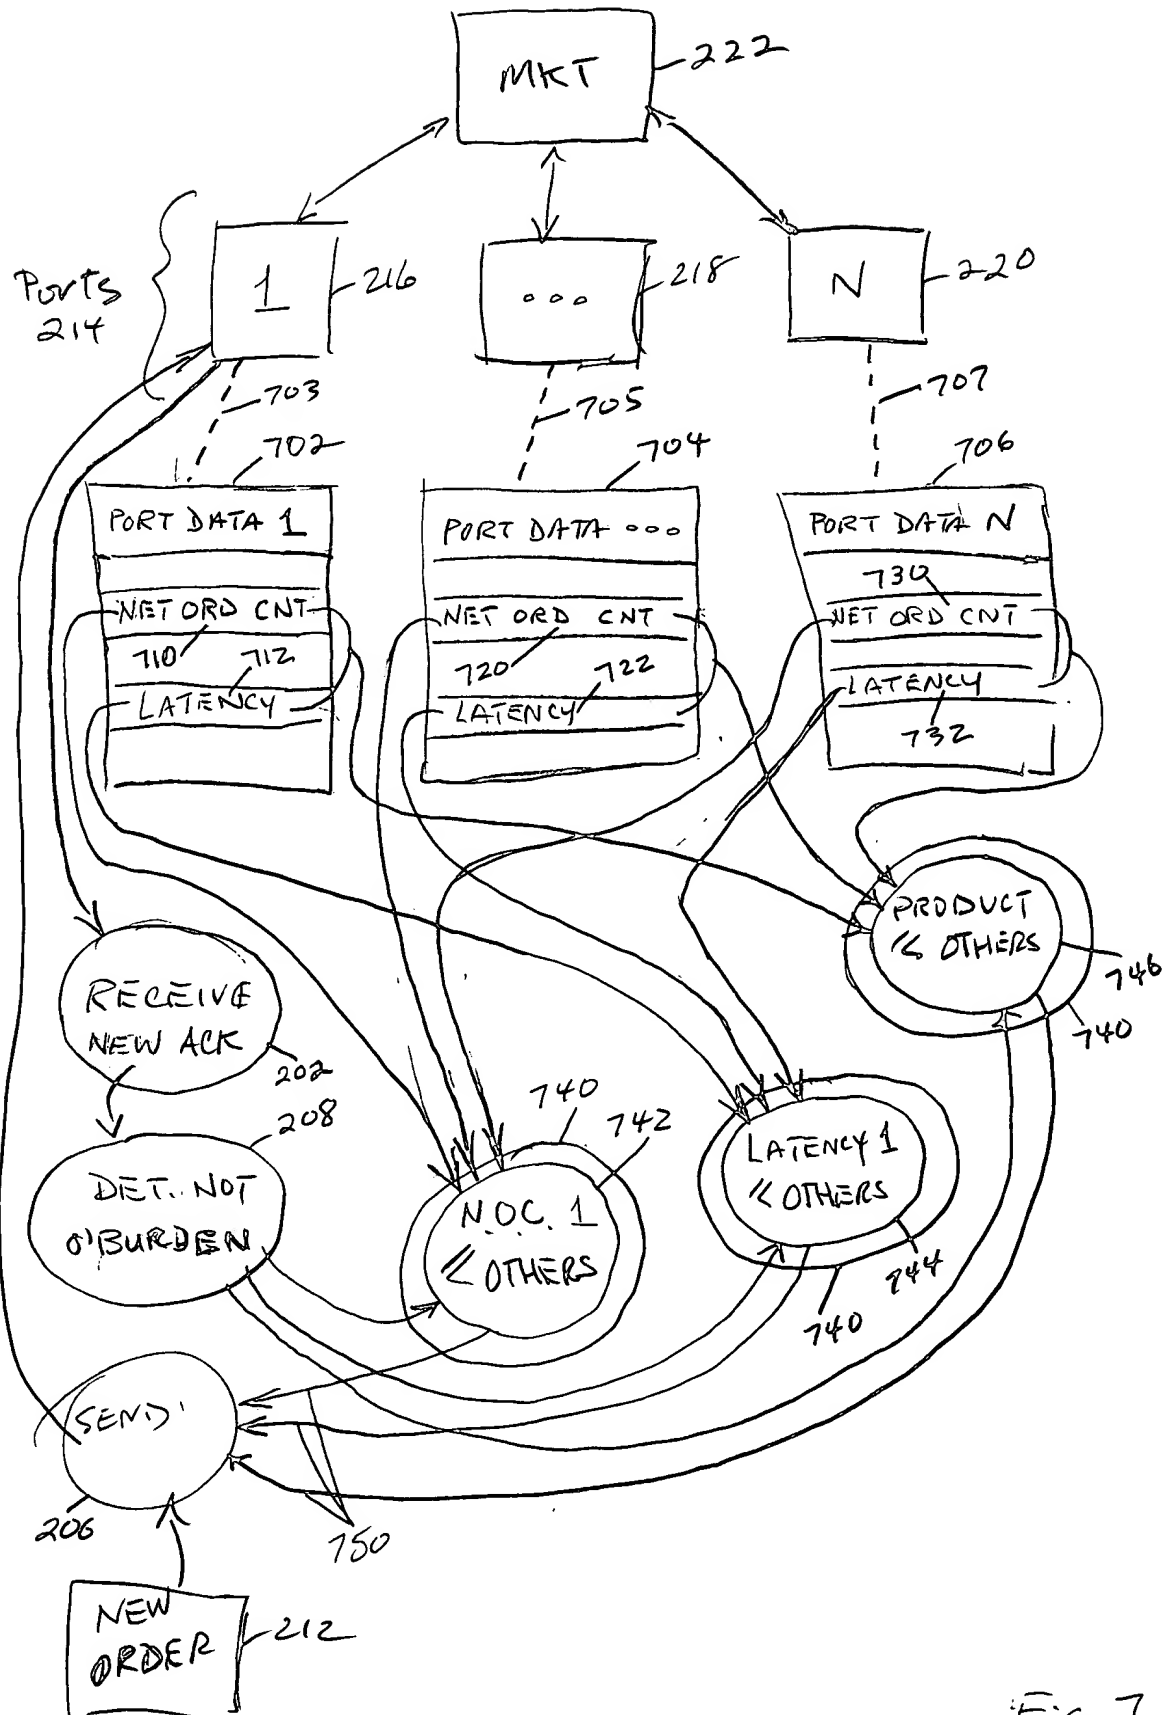 MKT
222
Ports
214
1
216
...
218
N
220
703
705
707
702
704
706
PORT DATA 1
PORT DATA ...
PORT DATA N
730
NET ORD CNT
NET ORD CNT
NET ORD CNT
710
712
720
722
LATENCY
LATENCY
LATENCY
732
PRODUCT
≤ OTHERS
746
740
RECEIVE
NEW ACK
202
208
740
742
LATENCY 1
≤ OTHERS
744
740
DET. NOT
O'BURDEN
N.O.C. 1
≤ OTHERS
SEND
206
750
NEW
ORDER
212
Fig. 7